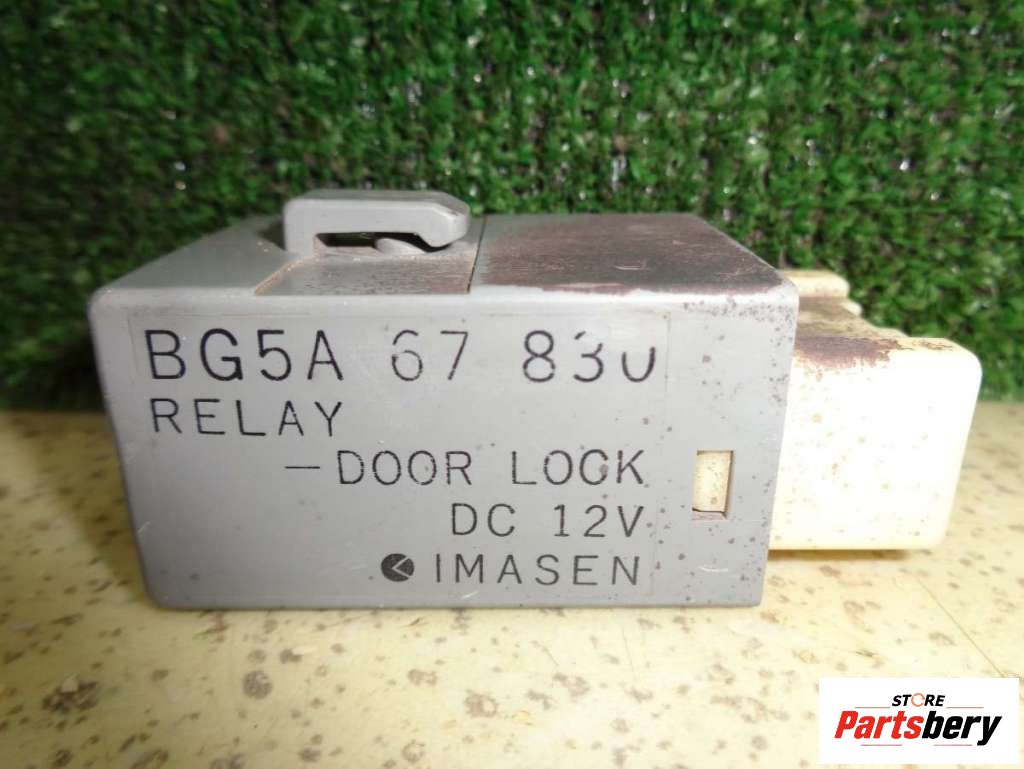 BG5A 67 830
RELAY
—DOOR LOCK
DC 12V
IMASEN
STORE
Partsbery